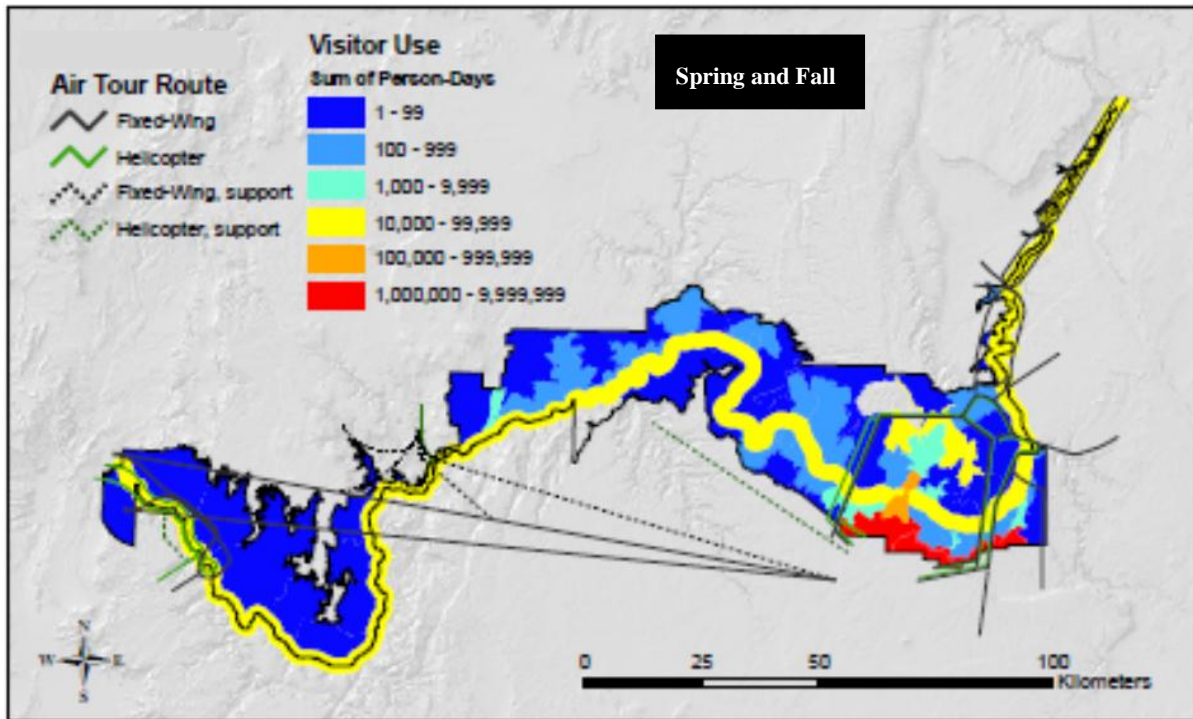 Visitor Use
Sum of Person-Days
1 - 99
100 - 999
1,000 - 9,999
10,000 - 99,999
100,000 - 999,999
1,000,000 - 9,999,999
Air Tour Route
Fixed-Wing
Helicopter
Fixed-Wing, support
Helicopter, support
Spring and Fall
N
W
E
S
0 25 50 100
Kilometers